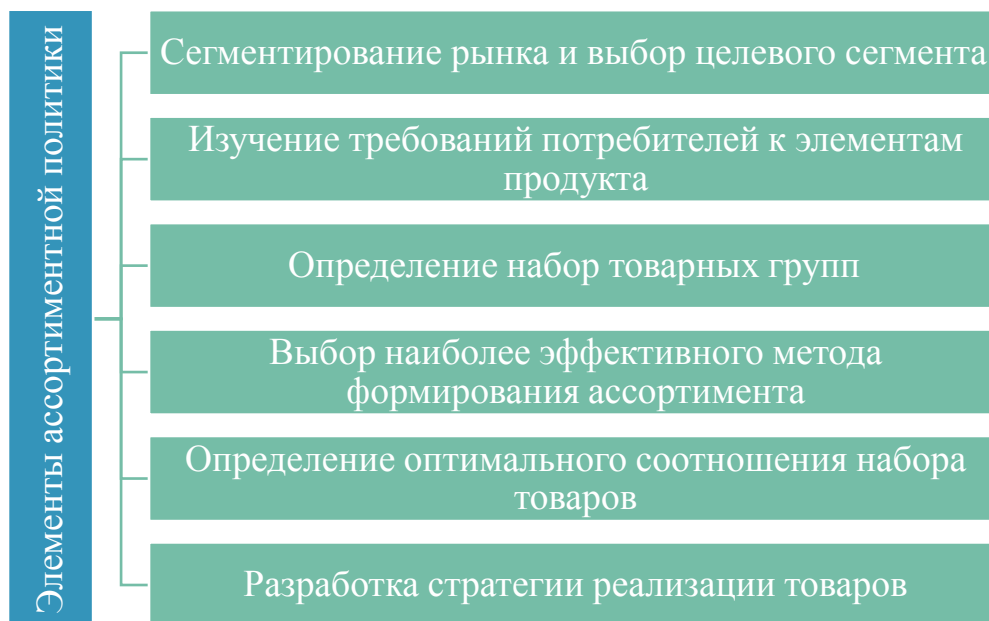 Элементы ассортиментной политики
Сегментирование рынка и выбор целевого сегмента
Изучение требований потребителей к элементам
продукта
Определение набор товарных групп
Выбор наиболее эффективного метода
формирования ассортимента
Определение оптимального соотношения набора
товаров
Разработка стратегии реализации товаров